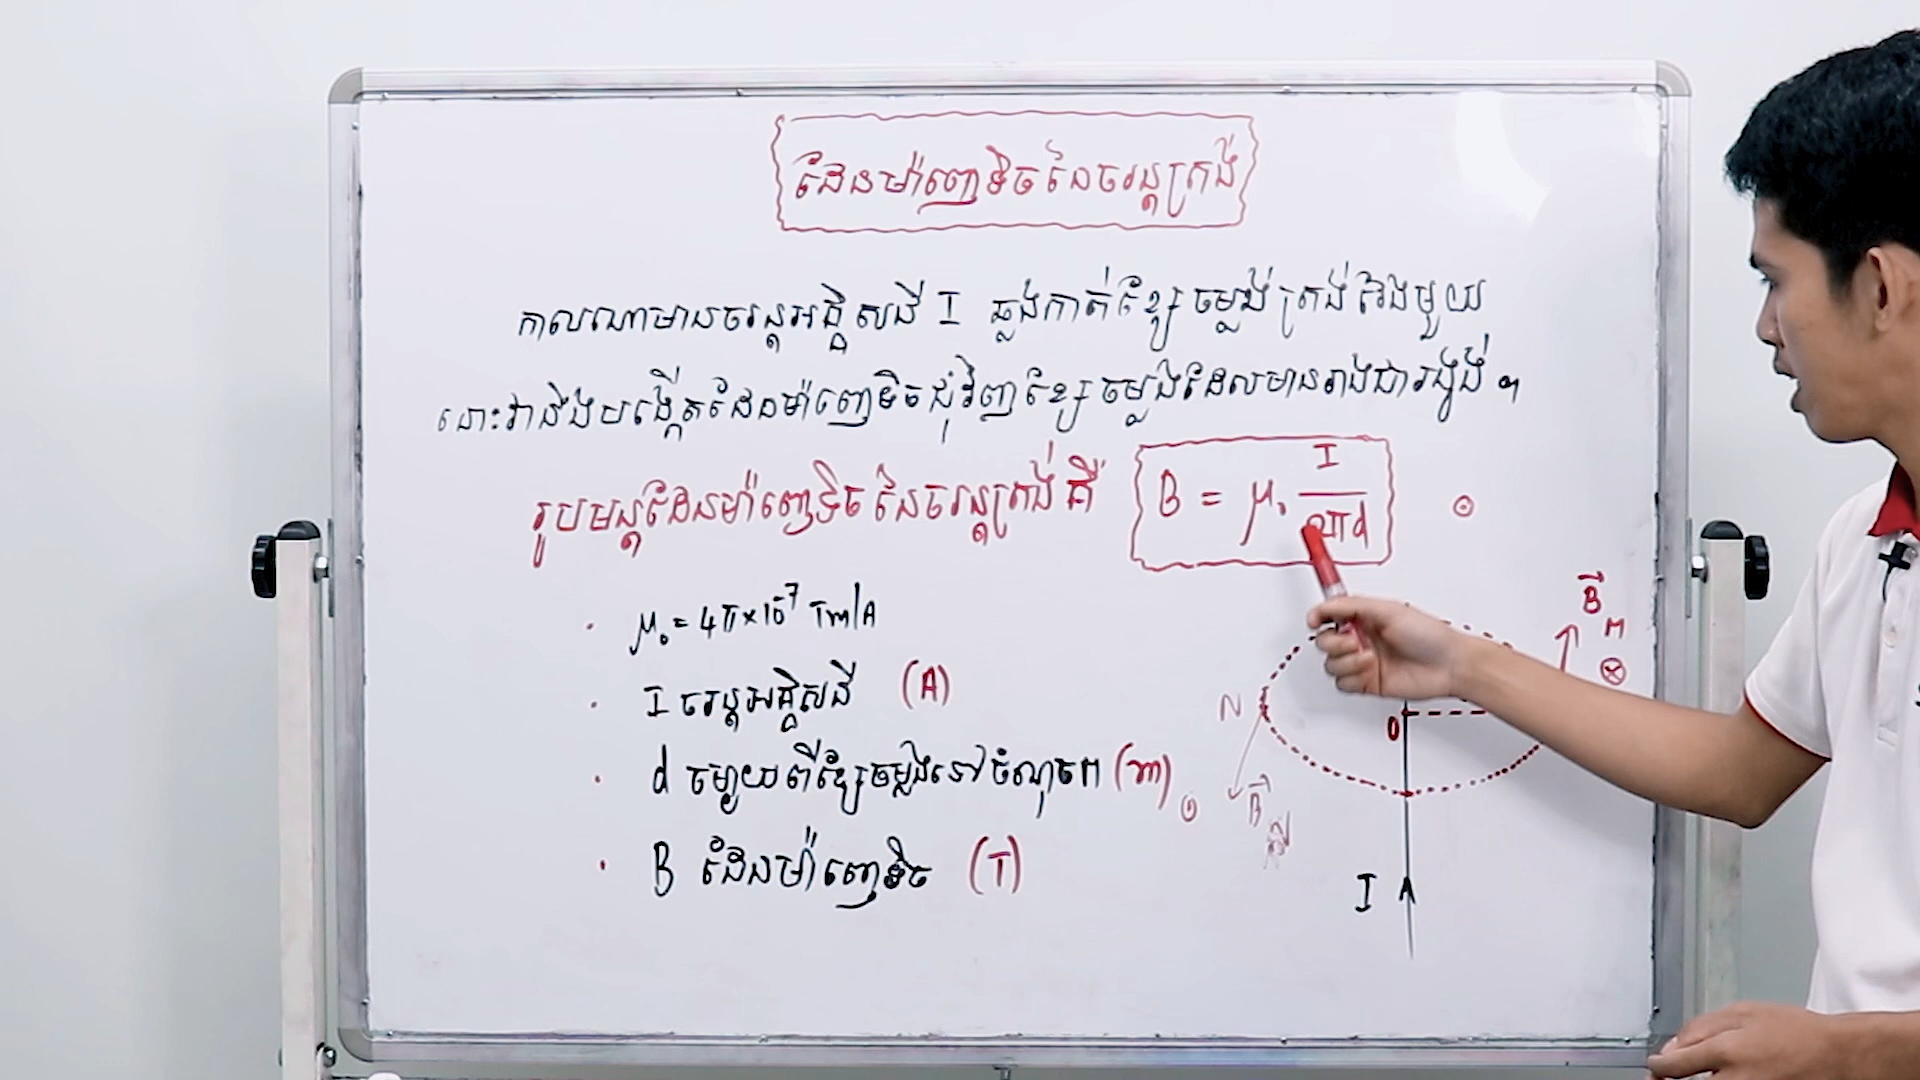 ដែនម៉ាញេទិចនៃចរន្តត្រង់
កាលណាមានចរន្តអគ្គិសនី I ឆ្លងកាត់ខ្សែចម្លងត្រង់វែងមួយ
នោះវានឹងបង្កើតដែនម៉ាញេទិចជុំវិញខ្សែចម្លងដែលមានរាងជារង្វង់ ។
រូបមន្តដែនម៉ាញេទិចនៃចរន្តត្រង់គឺ B = μ₀ I / 2πd
⊙
• μ₀ = 4π×10⁻⁷ Tm/A
• I ចរន្តអគ្គិសនី (A)
• d ចម្ងាយពីខ្សែចម្លងទៅចំណុច M (m)
• B ដែនម៉ាញេទិច (T)
B⃗
M
⊗
N
O
⊙
B⃗
I